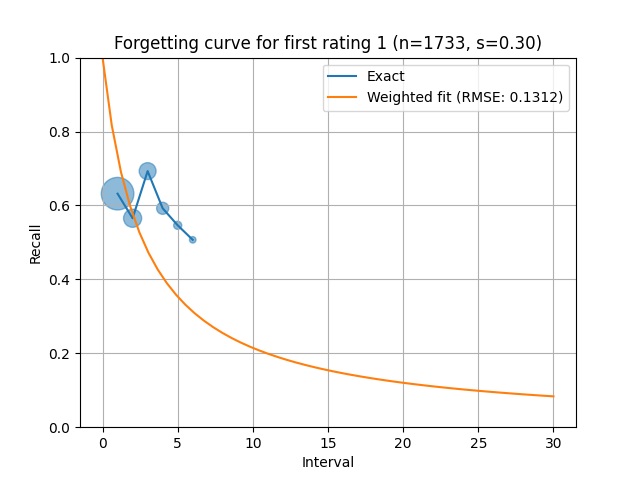 Forgetting curve for first rating 1 (n=1733, s=0.30)
Exact
Weighted fit (RMSE: 0.1312)
Recall
1.0
0.8
0.6
0.4
0.2
0.0
0 5 10 15 20 25 30
Interval